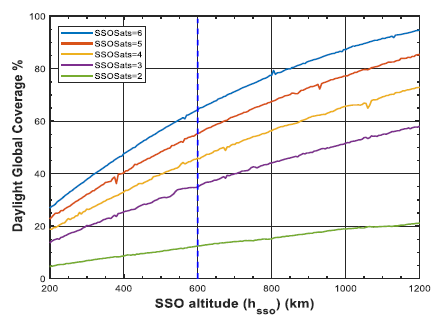 100
80
60
40
20
0
Daylight Global Coverage %
SSOSats=6
SSOSats=5
SSOSats=4
SSOSats=3
SSOSats=2
200 400 600 800 1000 1200
SSO altitude (h_sso) (km)